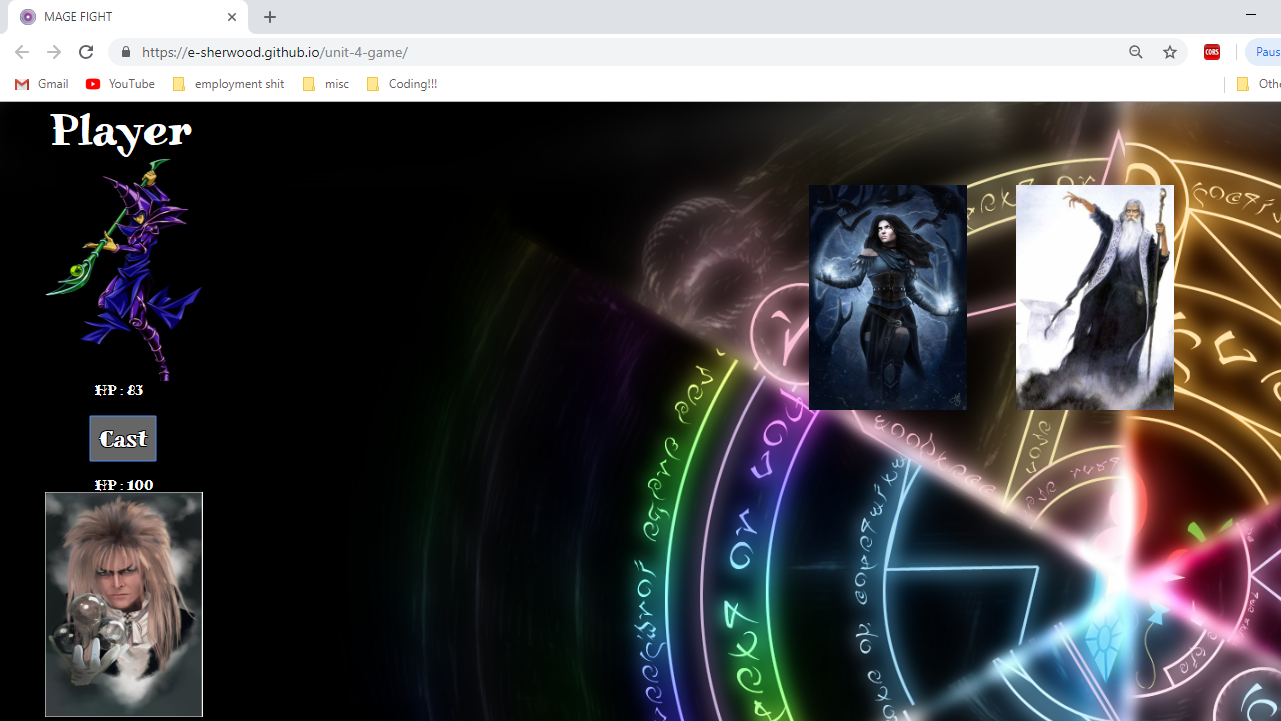 MAGE FIGHT
https://e-sherwood.github.io/unit-4-game/
CORS
Paus
Gmail
YouTube
employment shit
misc
Coding!!!
Othe
Player
HP : 83
Cast
HP : 100